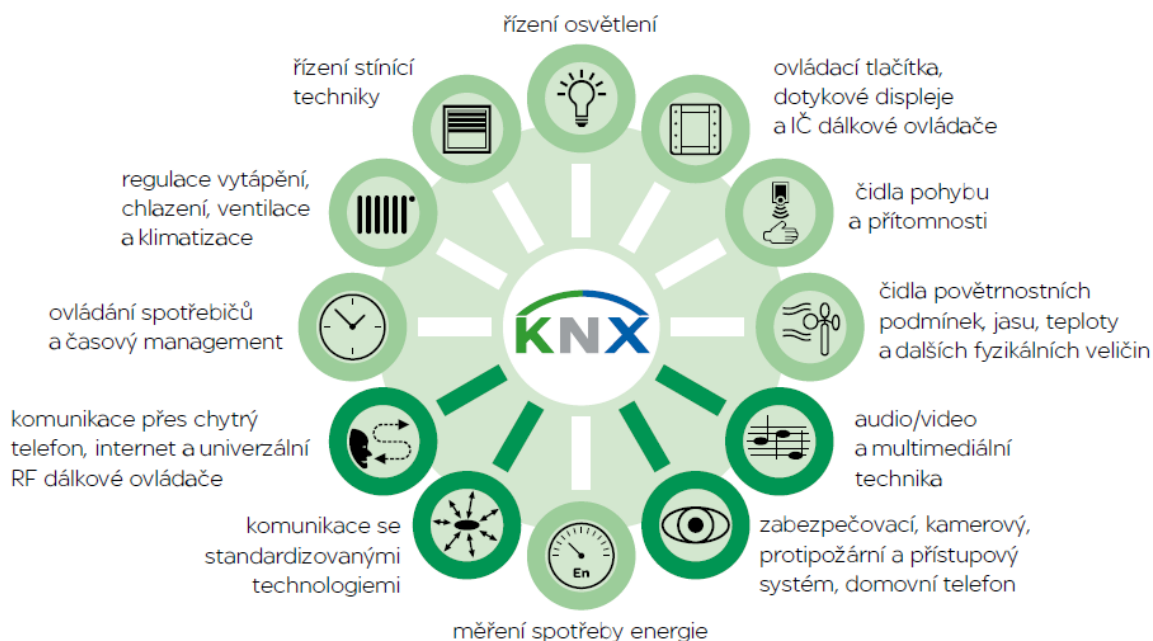 řízení osvětlení
ovládací tlačítka,
dotykové displeje
a IČ dálkové ovládače
čidla pohybu
a přítomnosti
čidla povětrnostních
podmínek, jasu, teploty
a dalších fyzikálních veličin
audio/video
a multimediální
technika
zabezpečovací, kamerový,
protipožární a přístupový
systém, domovní telefon
měření spotřeby energie
En
komunikace se
standardizovanými
technologiemi
komunikace přes chytrý
telefon, internet a univerzální
RF dálkové ovládače
ovládání spotřebičů
a časový management
regulace vytápění,
chlazení, ventilace
a klimatizace
řízení stínící
techniky
KNX